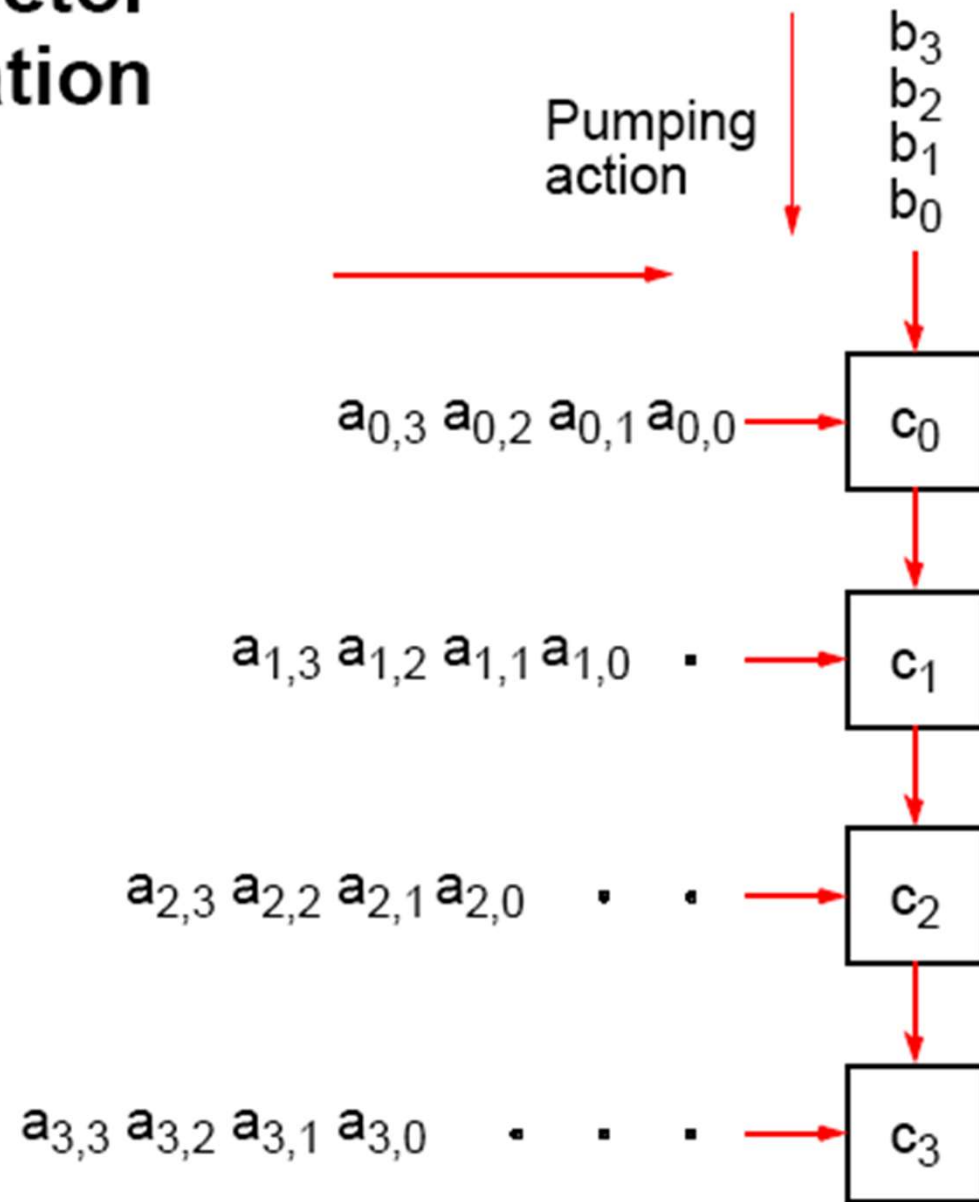 ation
b₃
b₂
Pumping
b₁
action
b₀
a₀,₃ a₀,₂ a₀,₁ a₀,₀
c₀
a₁,₃ a₁,₂ a₁,₁ a₁,₀ .
c₁
a₂,₃ a₂,₂ a₂,₁ a₂,₀ . .
c₂
a₃,₃ a₃,₂ a₃,₁ a₃,₀ . . .
c₃